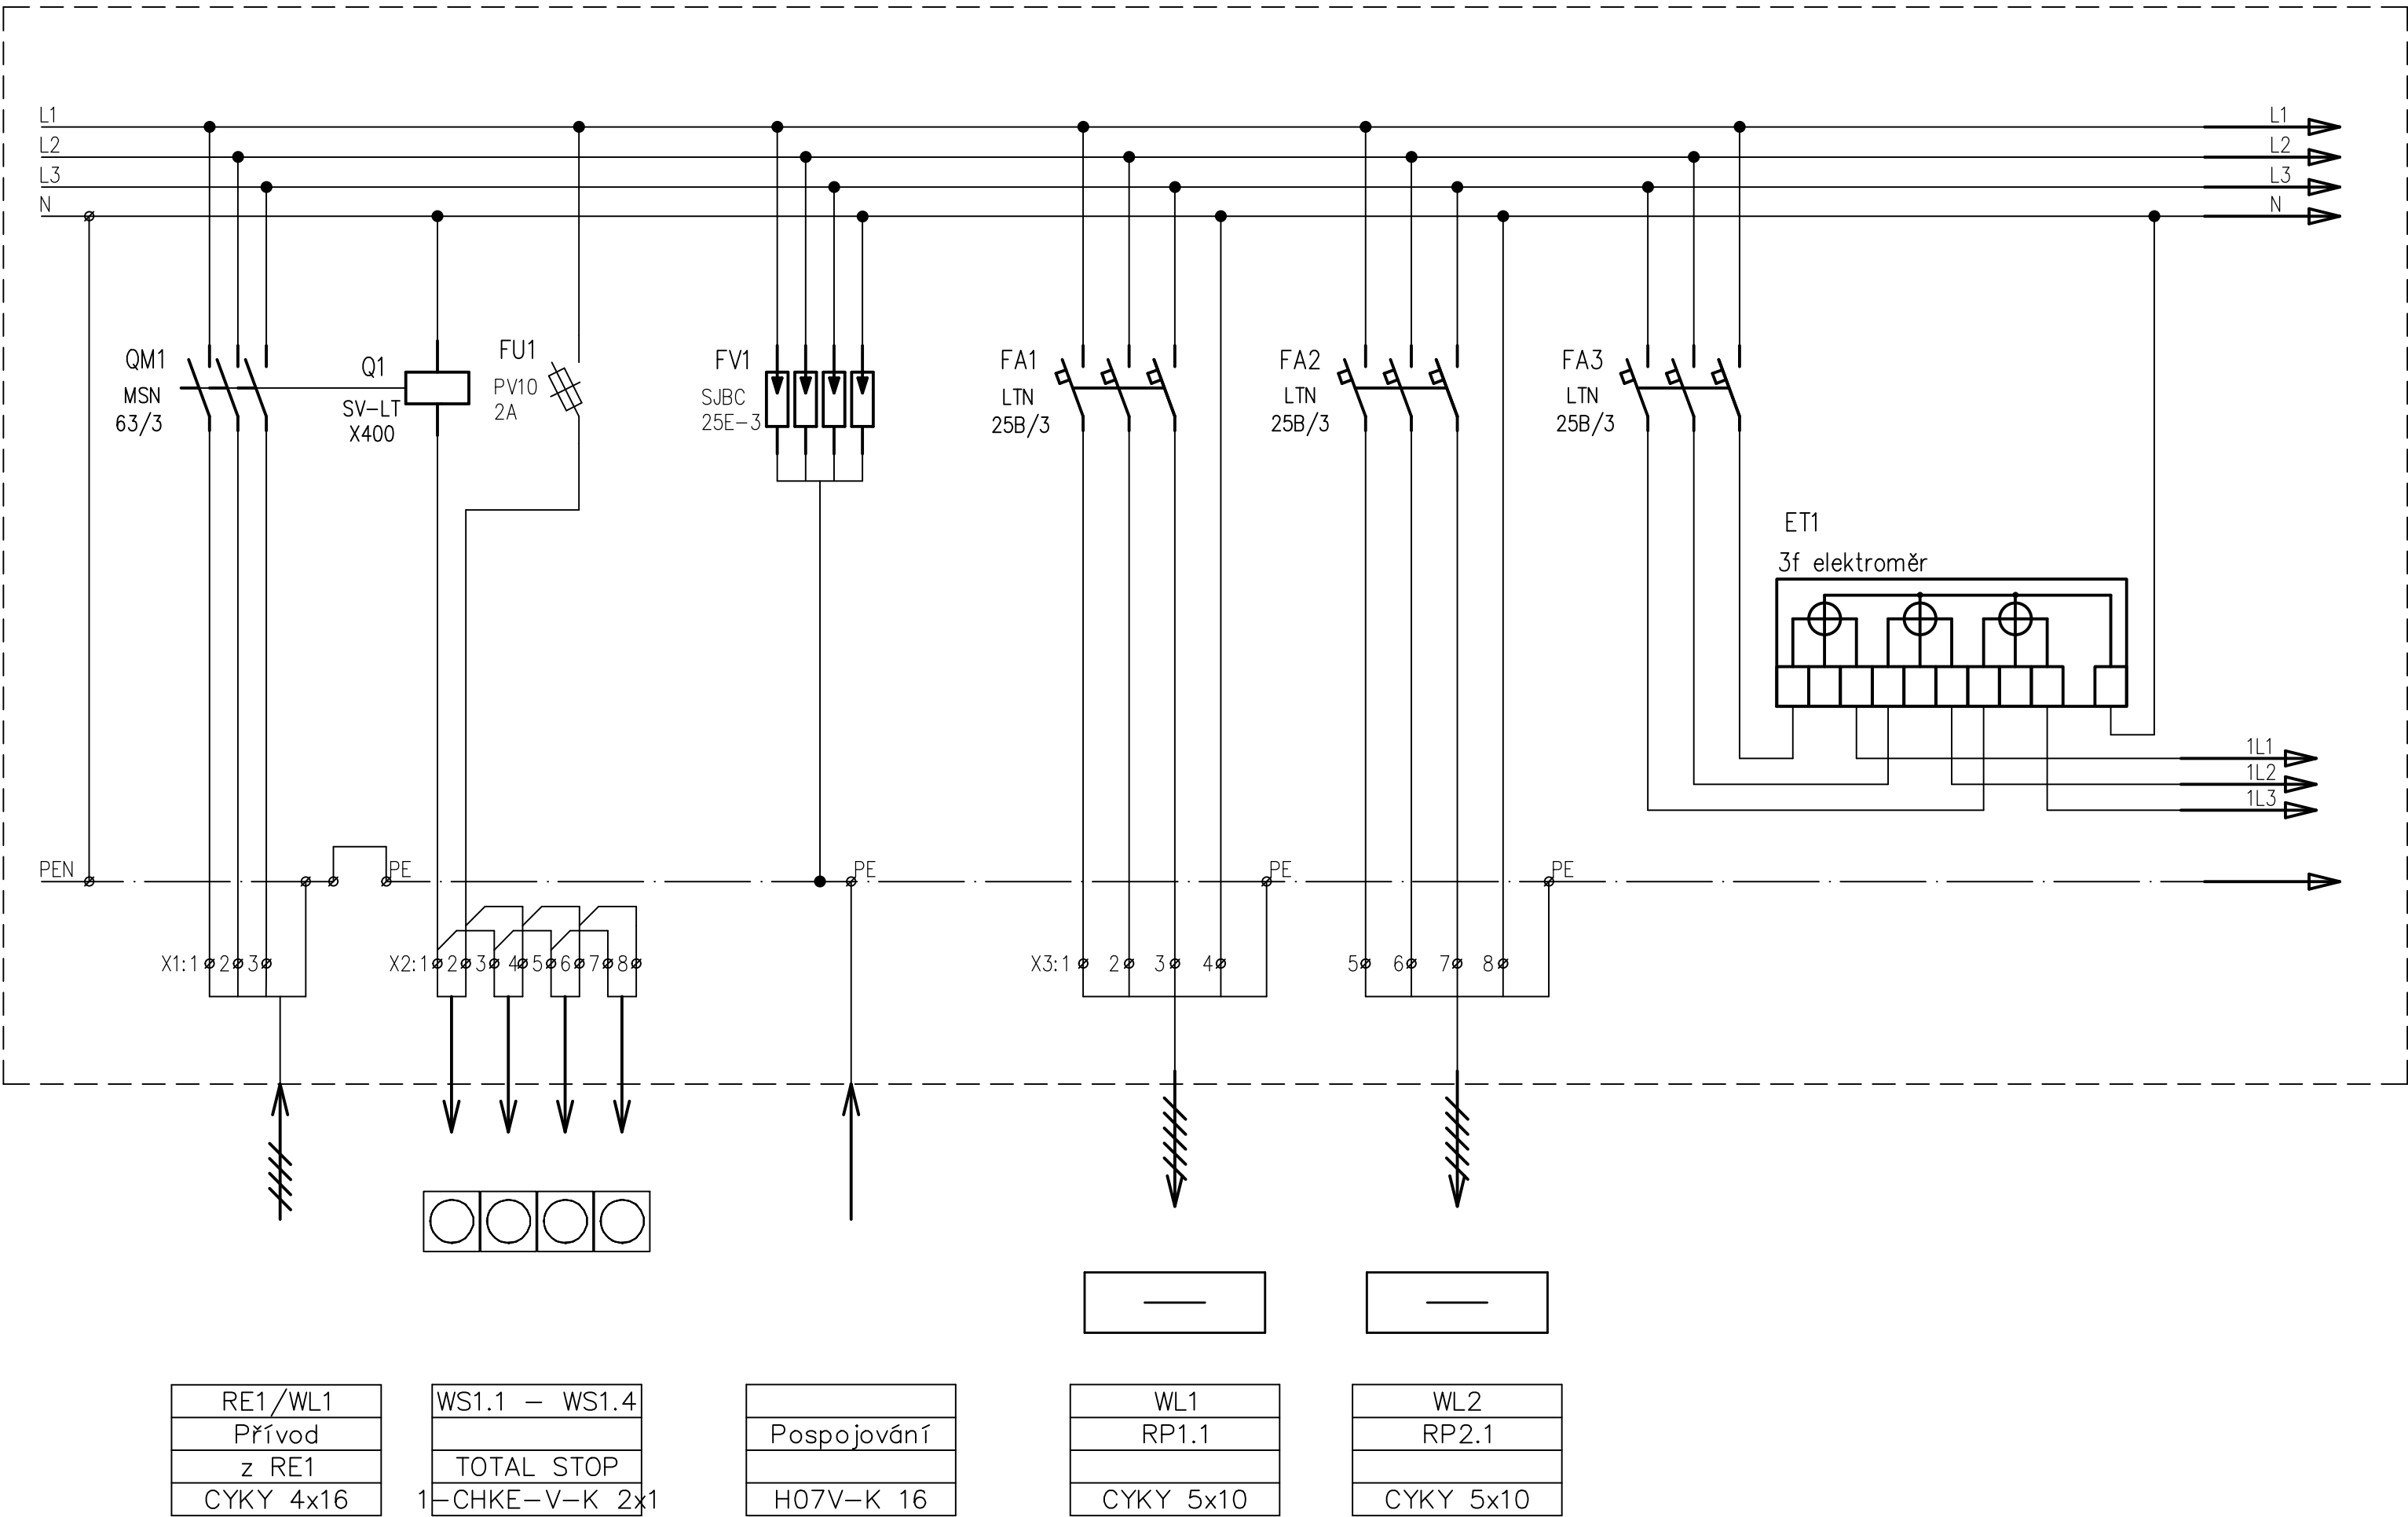 L1
L2
L3
N
L1
L2
L3
N
QM1
MSN
63/3
Q1
SV-LT
X400
FU1
PV10
2A
FV1
SJBC
25E-3
FA1
LTN
25B/3
FA2
LTN
25B/3
FA3
LTN
25B/3
ET1
3f elektroměr
1L1
1L2
1L3
PEN
PE
PE
PE
PE
X1:1 2 3
X2:1 2 3 4 5 6 7 8
X3:1 2 3 4
5 6 7 8
RE1/WL1
Přívod
z RE1
CYKY 4x16
WS1.1 - WS1.4
TOTAL STOP
1-CHKE-V-K 2x1
Pospojování
H07V-K 16
WL1
RP1.1
CYKY 5x10
WL2
RP2.1
CYKY 5x10